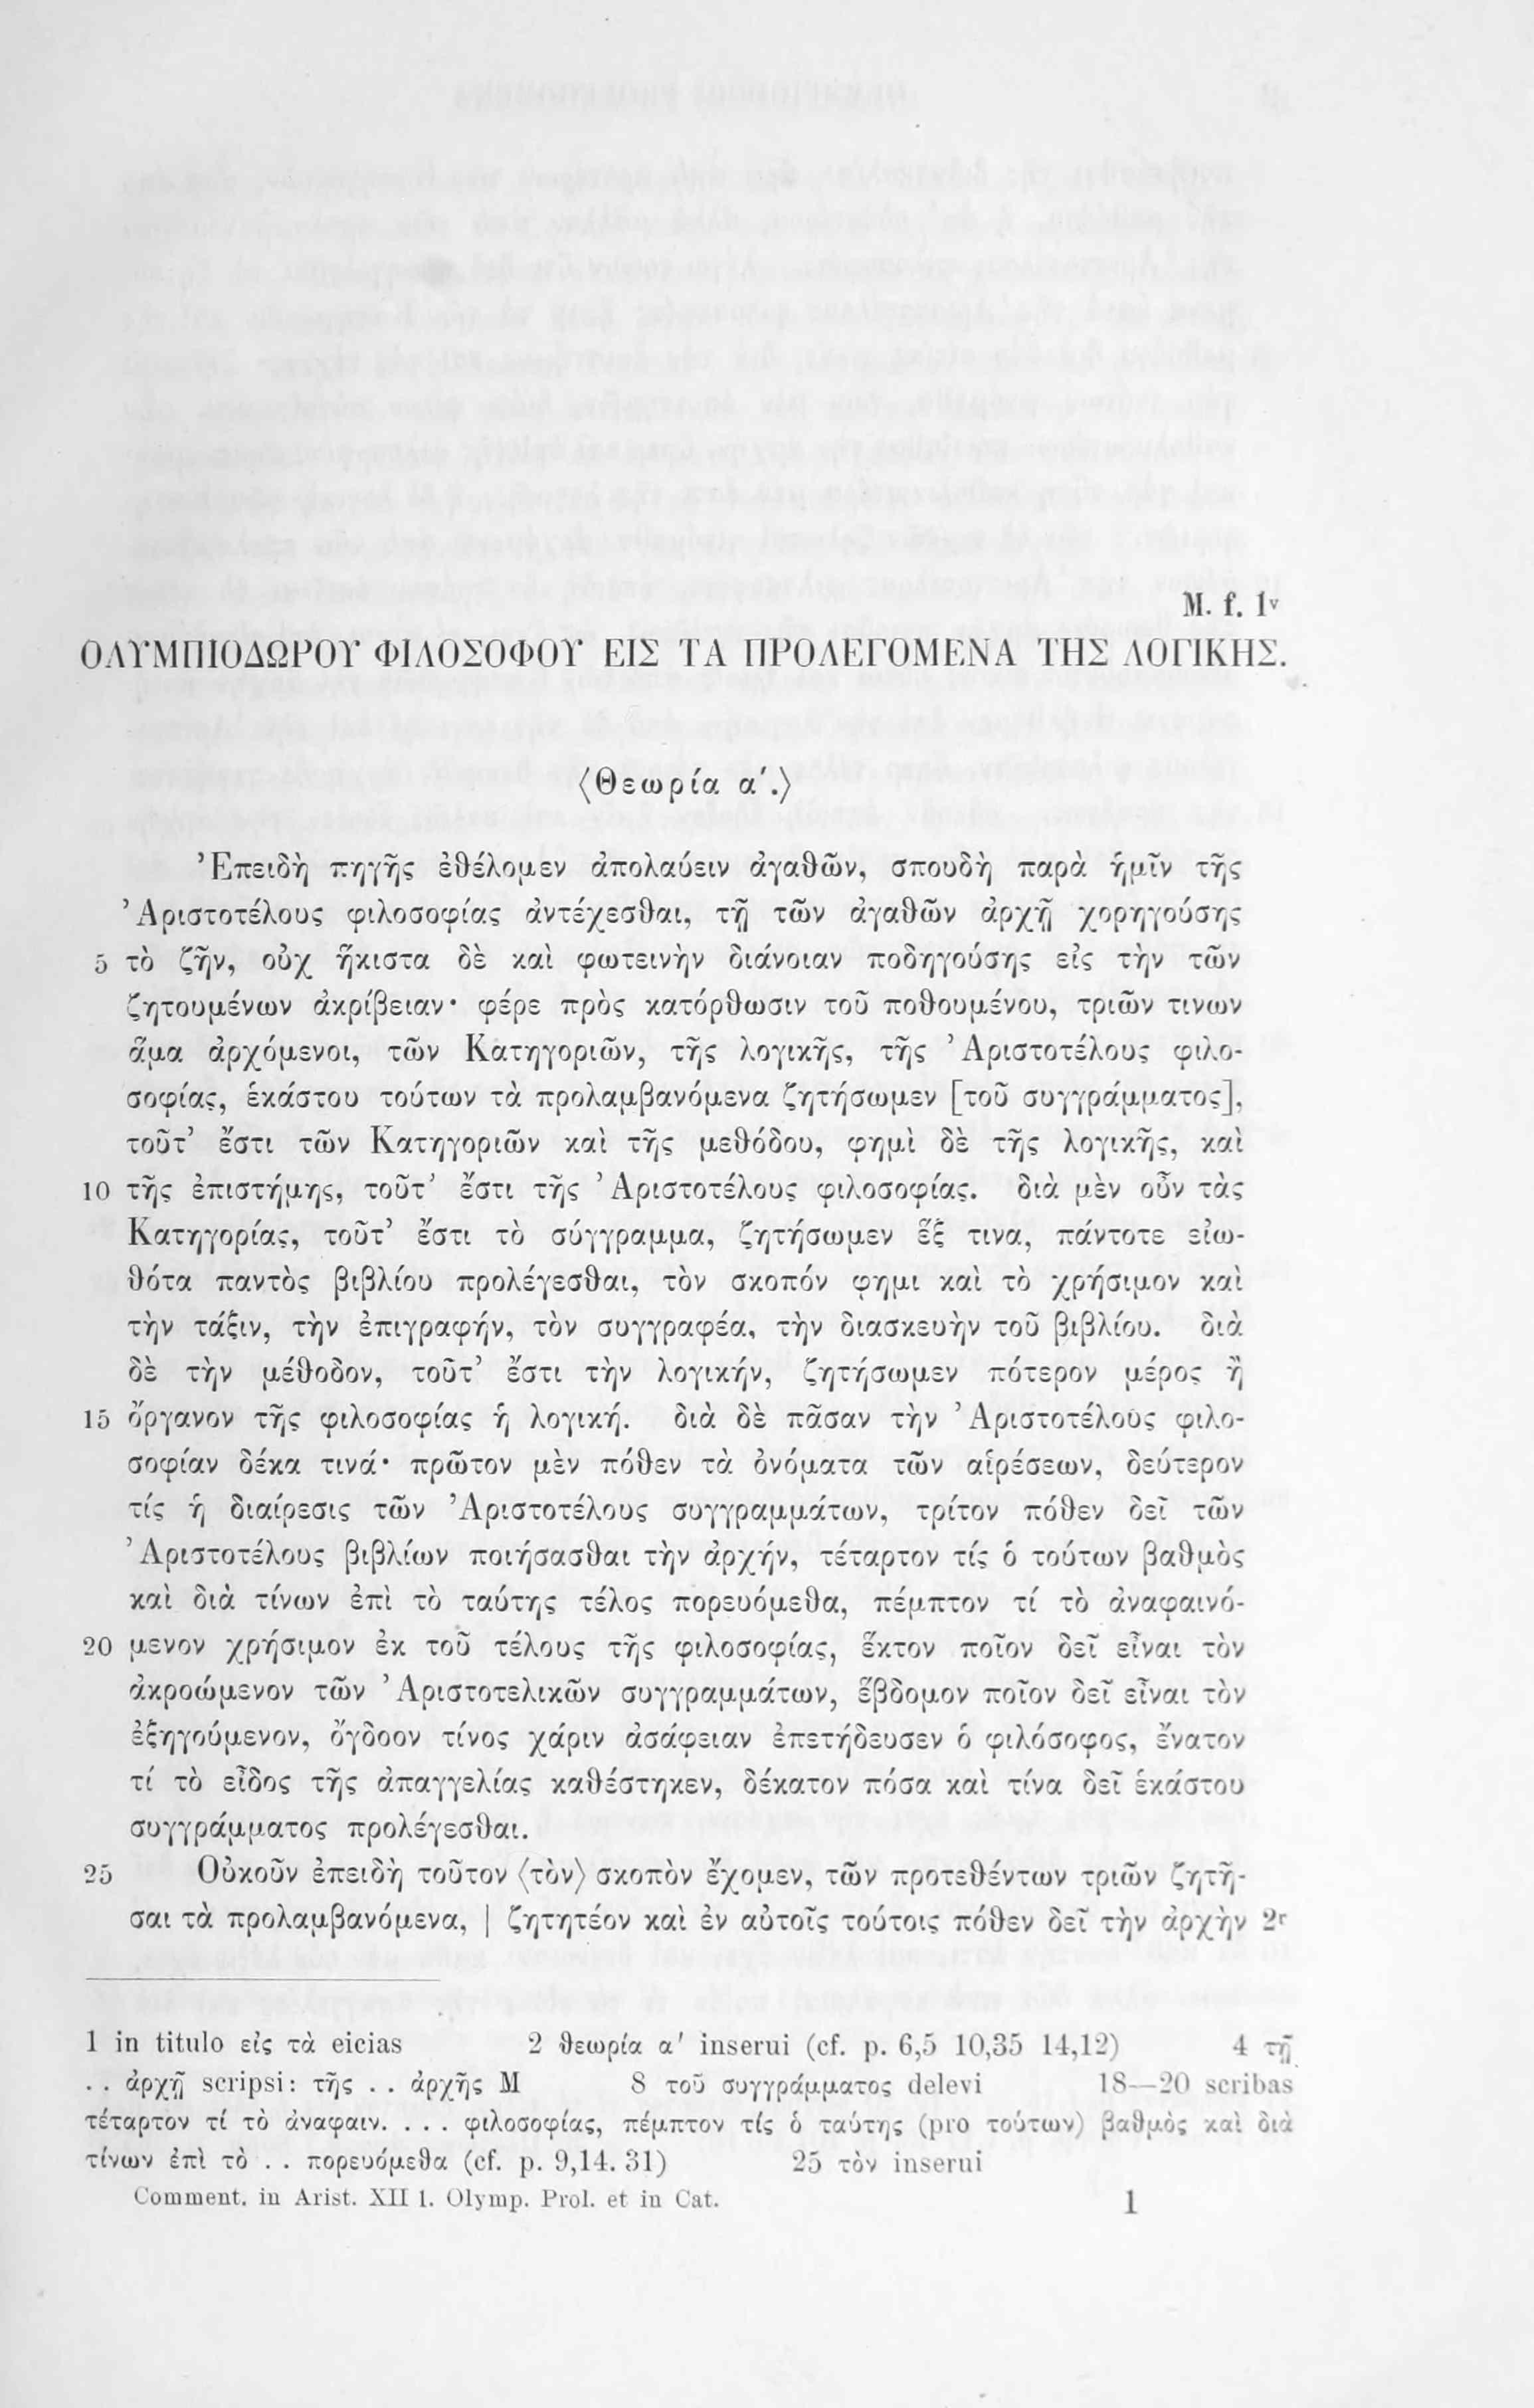 M. f. 1v
ΟΛΥΜΠΙΟΔΩΡΟΥ ΦΙΛΟΣΟΦΟΥ ΕΙΣ ΤΑ ΠΡΟΛΕΓΟΜΕΝΑ ΤΗΣ ΛΟΓΙΚΗΣ.
⟨Θεωρία α΄.⟩
Ἐπειδὴ πηγῆς ἐθέλομεν ἀπολαύειν ἀγαθῶν, σπουδὴ παρὰ ἡμῖν τῆς
Ἀριστοτέλους φιλοσοφίας ἀντέχεσθαι, τῇ τῶν ἀγαθῶν ἀρχῇ χορηγούσης
5 τὸ ζῆν, οὐχ ἥκιστα δὲ καὶ φωτεινὴν διάνοιαν ποδηγούσης εἰς τὴν τῶν
ζητουμένων ἀκρίβειαν· φέρε πρὸς κατόρθωσιν τοῦ ποθουμένου, τριῶν τινων
ἅμα ἀρχόμενοι, τῶν Κατηγοριῶν, τῆς λογικῆς, τῆς Ἀριστοτέλους φιλο-
σοφίας, ἑκάστου τούτων τὰ προλαμβανόμενα ζητήσωμεν [τοῦ συγγράμματος],
τοῦτ’ ἔστι τῶν Κατηγοριῶν καὶ τῆς μεθόδου, φημὶ δὲ τῆς λογικῆς, καὶ
10 τῆς ἐπιστήμης, τοῦτ’ ἔστι τῆς Ἀριστοτέλους φιλοσοφίας. διὰ μὲν οὖν τὰς
Κατηγορίας, τοῦτ’ ἔστι τὸ σύγγραμμα, ζητήσωμεν ἕξ τινα, πάντοτε εἰω-
θότα παντὸς βιβλίου προλέγεσθαι, τὸν σκοπόν φημι καὶ τὸ χρήσιμον καὶ
τὴν τάξιν, τὴν ἐπιγραφήν, τὸν συγγραφέα, τὴν διασκευὴν τοῦ βιβλίου. διὰ
δὲ τὴν μέθοδον, τοῦτ’ ἔστι τὴν λογικήν, ζητήσωμεν πότερον μέρος ἢ
15 ὄργανον τῆς φιλοσοφίας ἡ λογική. διὰ δὲ πᾶσαν τὴν Ἀριστοτέλους φιλο-
σοφίαν δέκα τινά· πρῶτον μὲν πόθεν τὰ ὀνόματα τῶν αἱρέσεων, δεύτερον
τίς ἡ διαίρεσις τῶν Ἀριστοτέλους συγγραμμάτων, τρίτον πόθεν δεῖ τῶν
Ἀριστοτέλους βιβλίων ποιήσασθαι τὴν ἀρχήν, τέταρτον τίς ὁ τούτων βαθμὸς
καὶ διὰ τίνων ἐπὶ τὸ ταύτης τέλος πορευόμεθα, πέμπτον τί τὸ ἀναφαινό-
20 μενον χρήσιμον ἐκ τοῦ τέλους τῆς φιλοσοφίας, ἕκτον ποῖον δεῖ εἶναι τὸν
ἀκροώμενον τῶν Ἀριστοτελικῶν συγγραμμάτων, ἕβδομον ποῖον δεῖ εἶναι τὸν
ἐξηγούμενον, ὄγδοον τίνος χάριν ἀσάφειαν ἐπετήδευσεν ὁ φιλόσοφος, ἔνατον
τί τὸ εἶδος τῆς ἀπαγγελίας καθέστηκεν, δέκατον πόσα καὶ τίνα δεῖ ἑκάστου
συγγράμματος προλέγεσθαι.
25 Οὐκοῦν ἐπειδὴ τοῦτον ⟨τὸν⟩ σκοπὸν ἔχομεν, τῶν προτεθέντων τριῶν ζητῆ-
σαι τὰ προλαμβανόμενα, | ζητητέον καὶ ἐν αὐτοῖς τούτοις πόθεν δεῖ τὴν ἀρχὴν 2r
1 in titulo εἰς τὰ eicias 2 θεωρία α΄ inserui (cf. p. 6,5 10,35 14,12) 4 τῇ
. . ἀρχῇ scripsi: τῆς . . ἀρχῆς M 8 τοῦ συγγράμματος delevi 18—20 scribas
τέταρτον τί τὸ ἀναφαιν. . . . φιλοσοφίας, πέμπτον τίς ὁ ταύτης (pro τούτων) βαθμὸς καὶ διὰ
τίνων ἐπὶ τὸ . . πορευόμεθα (cf. p. 9,14. 31) 25 τὸν inserui
Comment. in Arist. XII 1. Olymp. Prol. et in Cat. 1